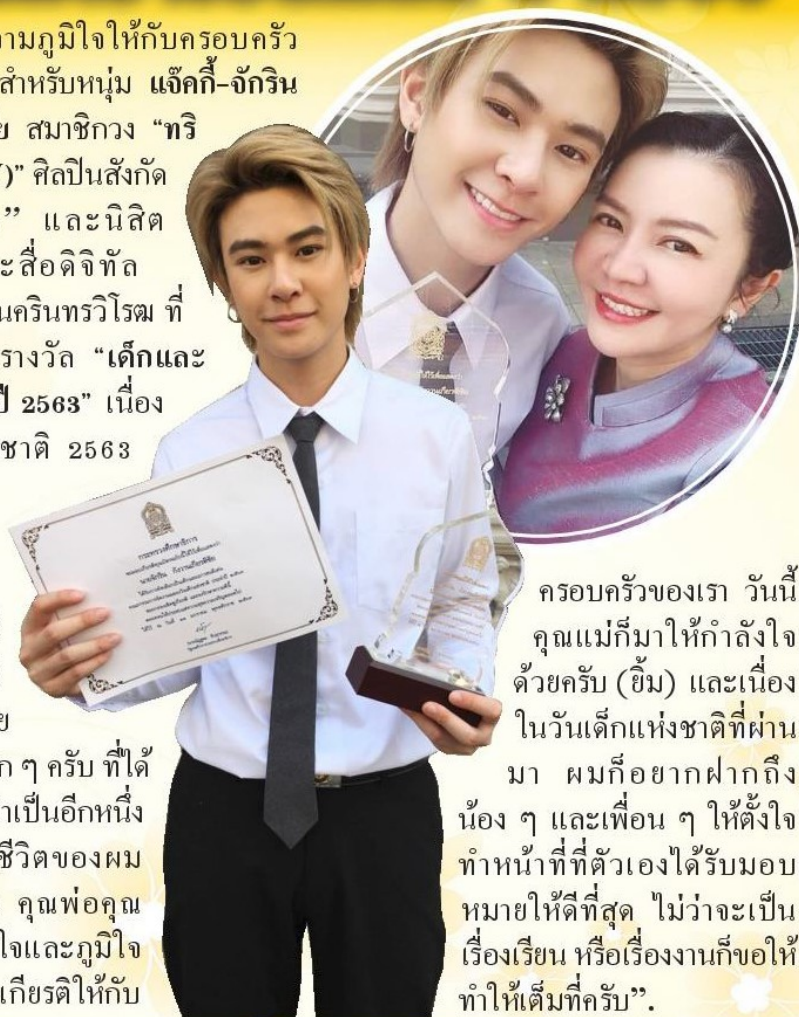 ามภูมิใจให้กับครอบครัว
สำหรับหนุ่ม แจ๊คกี้-จักริน
ย สมาชิกวง “ทริ
)” ศิลปินสังกัด
” และนิสิต
ะสื่อดิจิทัล
นครินทรวิโรฒ ที่
รางวัล “เด็กและ
ปี 2563” เนื่อง
ชาติ 2563
ย
ก ๆ ครับ ที่ได้
าเป็นอีกหนึ่ง
ชีวิตของผม
คุณพ่อคุณ
ใจและภูมิใจ
เกียรติให้กับ
กระทรวงศึกษาธิการ
ครอบครัวของเรา วันนี้
คุณแม่ก็มาให้กำลังใจ
ด้วยครับ (ยิ้ม) และเนื่อง
ในวันเด็กแห่งชาติที่ผ่าน
มา ผมก็อยากฝากถึง
น้อง ๆ และเพื่อน ๆ ให้ตั้งใจ
ทำหน้าที่ที่ตัวเองได้รับมอบ
หมายให้ดีที่สุด ไม่ว่าจะเป็น
เรื่องเรียน หรือเรื่องงานก็ขอให้
ทำให้เต็มที่ครับ”.